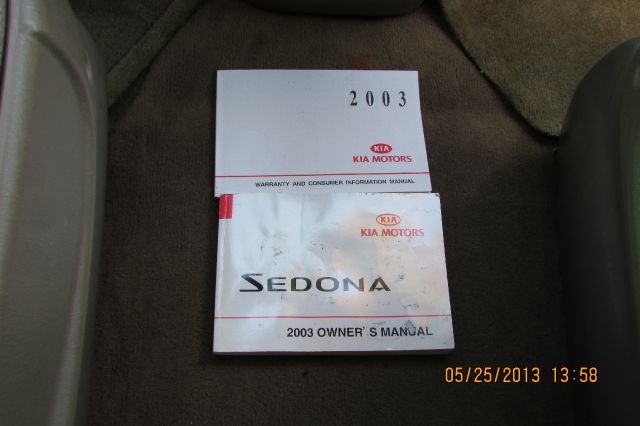 2003
KIA
KIA MOTORS
WARRANTY AND CONSUMER INFORMATION MANUAL
KIA
KIA MOTORS
SEDONA
2003 OWNER'S MANUAL
05/25/2013 13:58